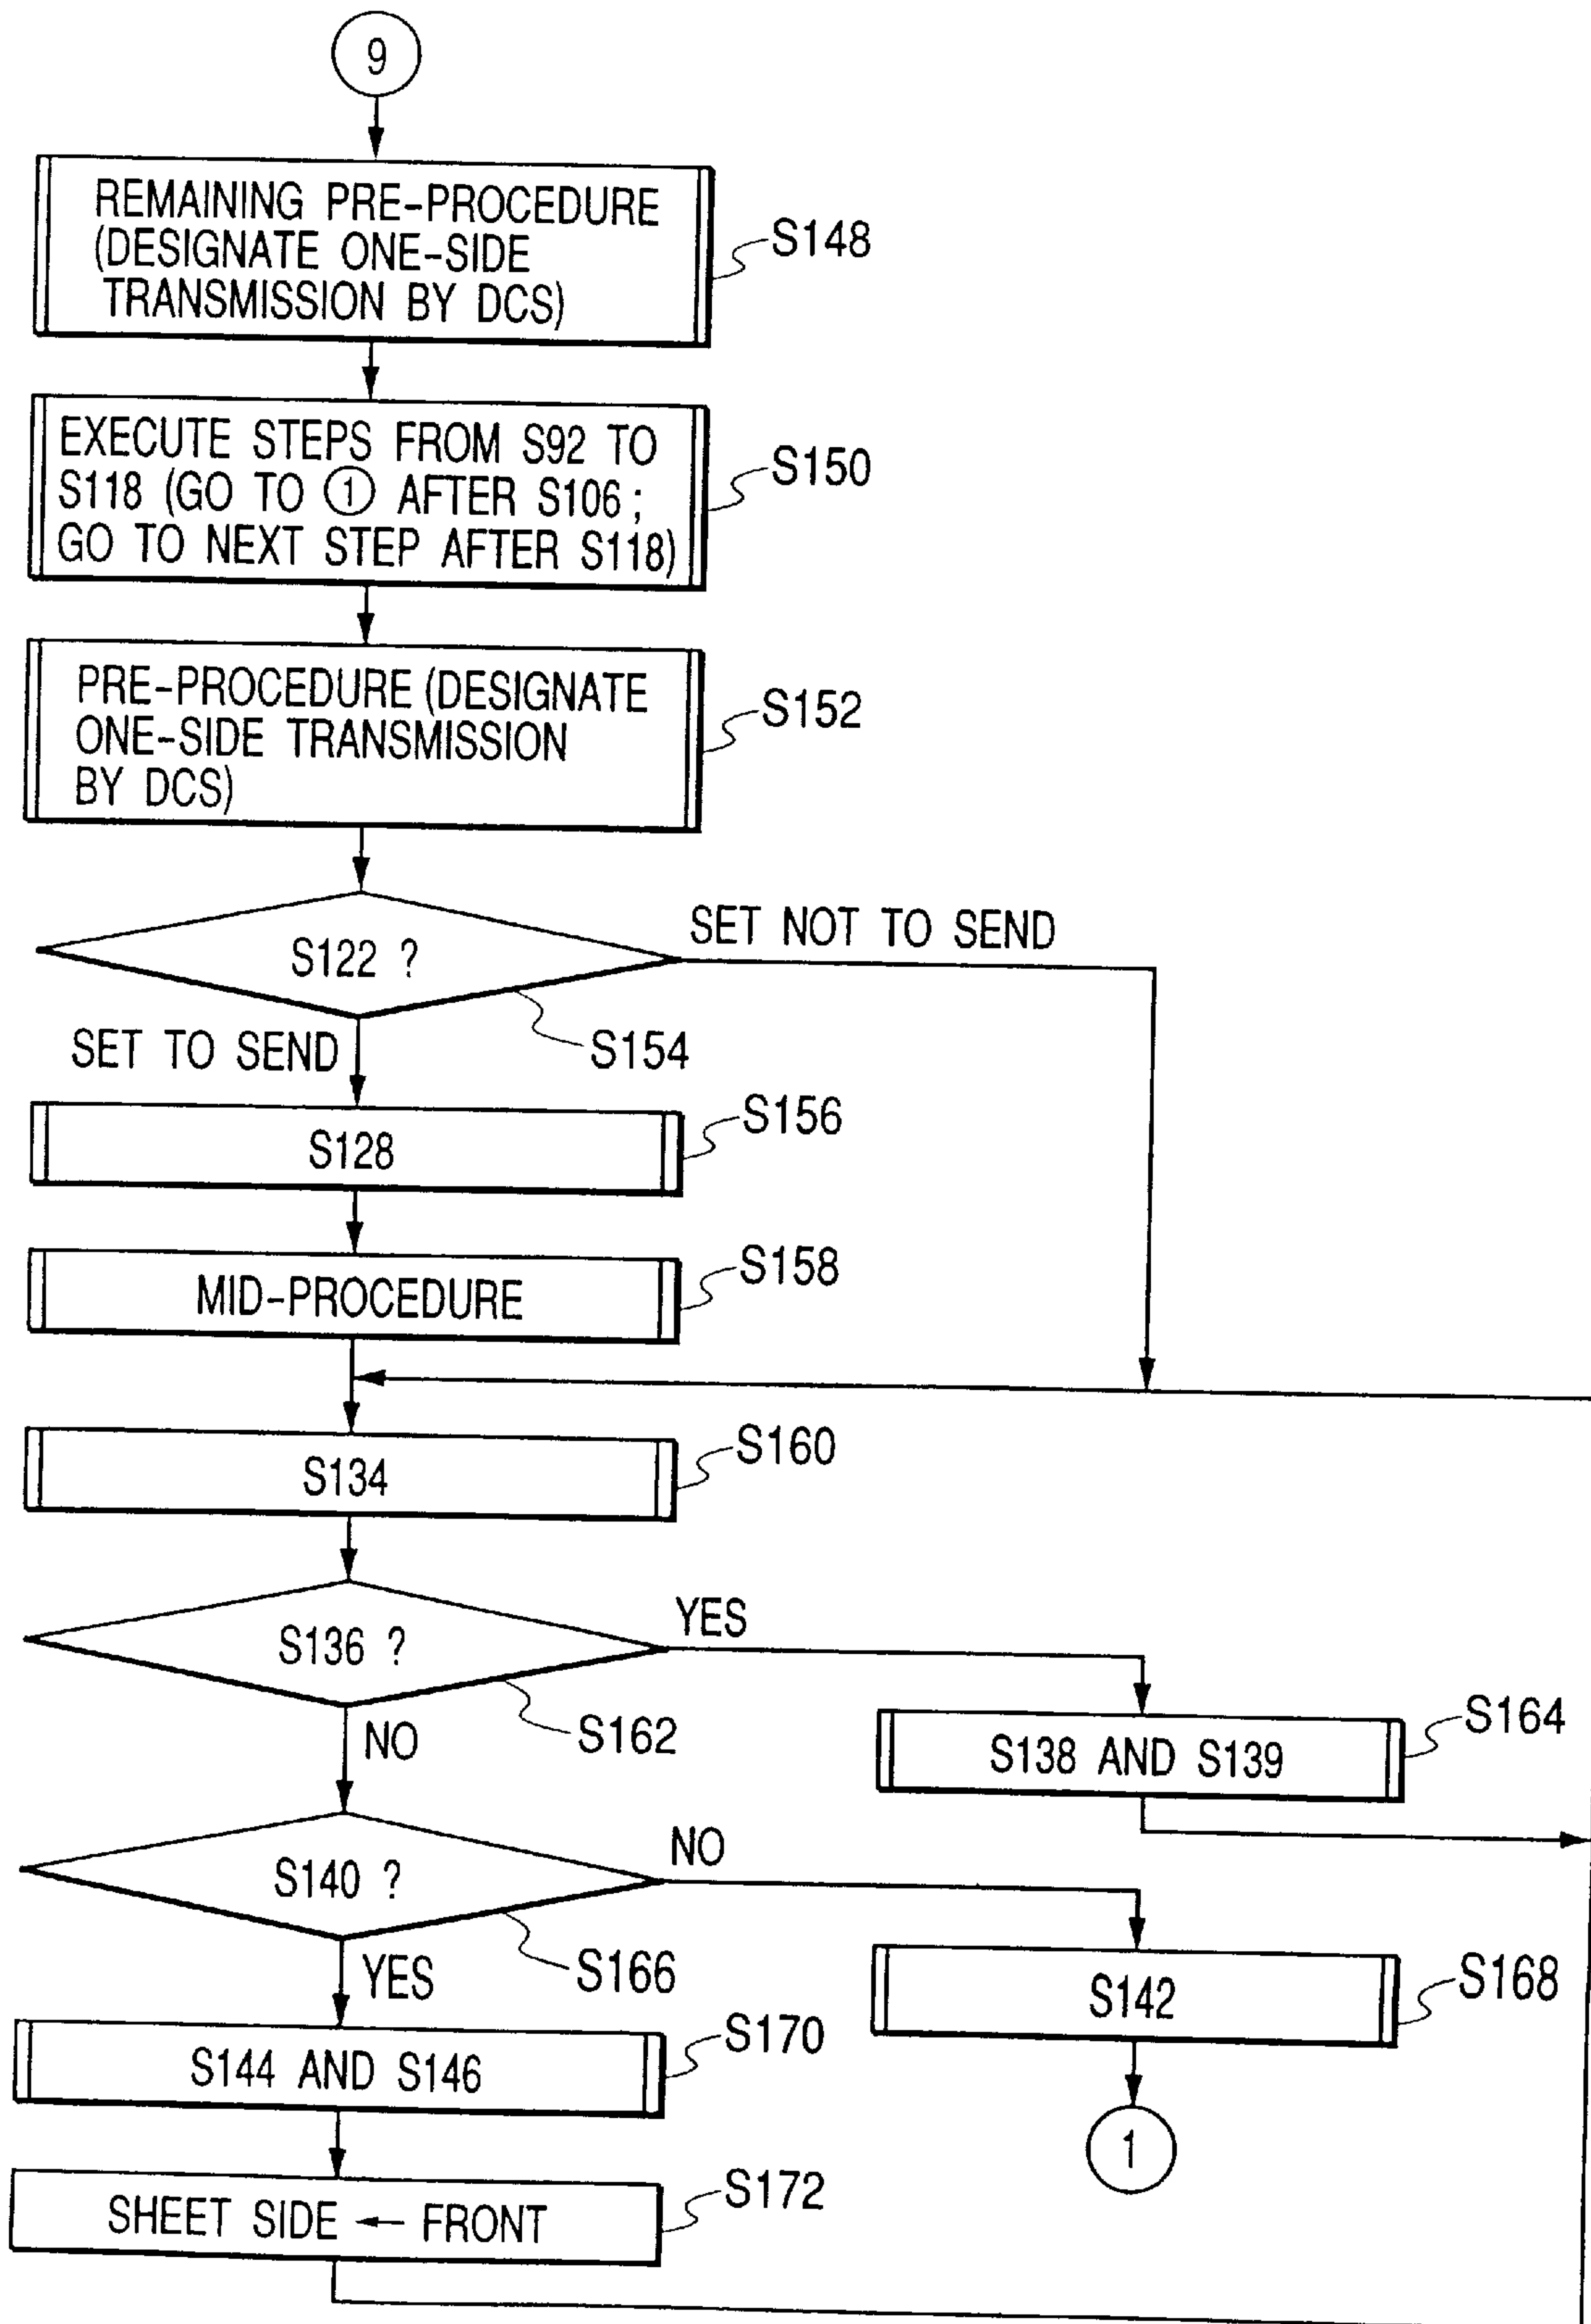 9
REMAINING PRE-PROCEDURE
(DESIGNATE ONE-SIDE
TRANSMISSION BY DCS)
S148
EXECUTE STEPS FROM S92 TO
S118 (GO TO ① AFTER S106 ;
GO TO NEXT STEP AFTER S118)
S150
PRE-PROCEDURE (DESIGNATE
ONE-SIDE TRANSMISSION
BY DCS)
S152
S122 ?
SET NOT TO SEND
S154
SET TO SEND
S128
S156
MID-PROCEDURE
S158
S134
S160
S136 ?
YES
S162
NO
S138 AND S139
S164
S140 ?
NO
S166
YES
S142
S168
1
S144 AND S146
S170
SHEET SIDE ← FRONT
S172